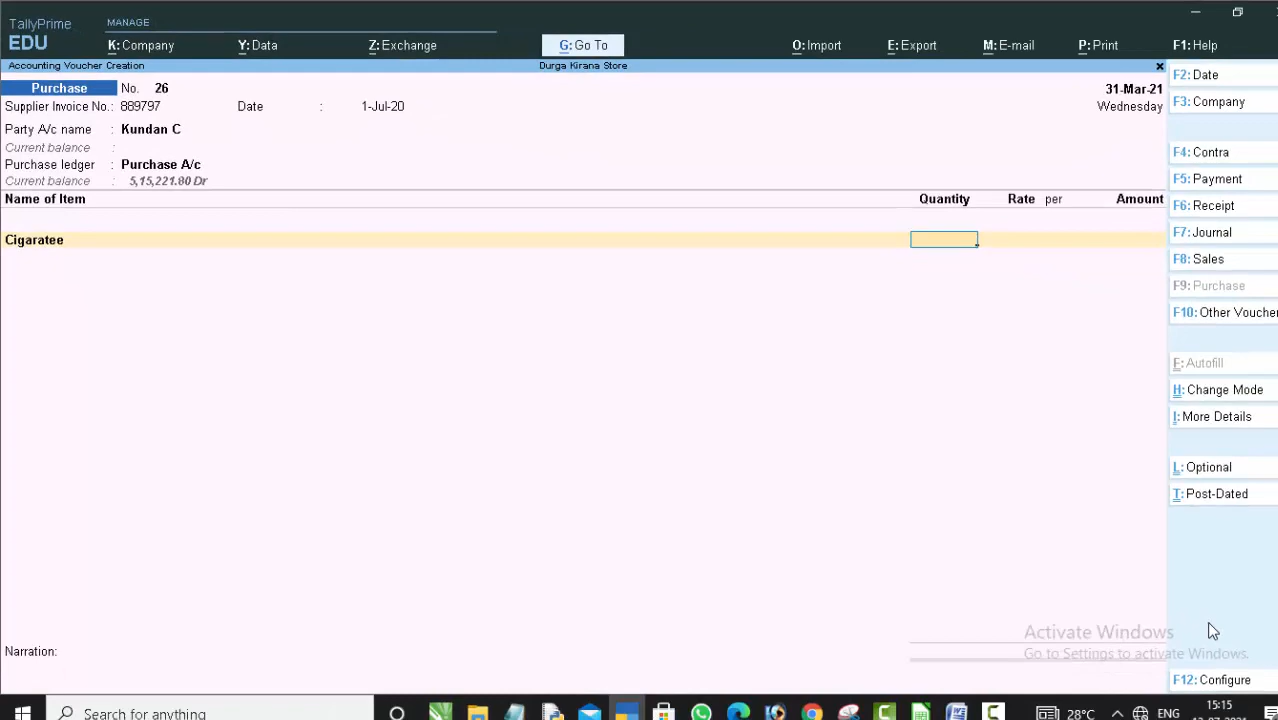 TallyPrime
EDU
MANAGE
K: Company Y: Data Z: Exchange G: Go To O: Import E: Export M: E-mail P: Print F1: Help
Accounting Voucher Creation Durga Kirana Store
Purchase No. 26 31-Mar-21
Supplier Invoice No.: 889797 Date : 1-Jul-20 Wednesday
Party A/c name : Kundan C
Current balance :
Purchase ledger : Purchase A/c
Current balance : 5,15,221.80 Dr
Name of Item Quantity Rate per Amount
Cigaratee
Narration:
F2: Date
F3: Company
F4: Contra
F5: Payment
F6: Receipt
F7: Journal
F8: Sales
F9: Purchase
F10: Other Voucher
E: Autofill
H: Change Mode
I: More Details
L: Optional
T: Post-Dated
Activate Windows
Go to Settings to activate Windows.
F12: Configure
Search for anything 28°C ENG 15:15